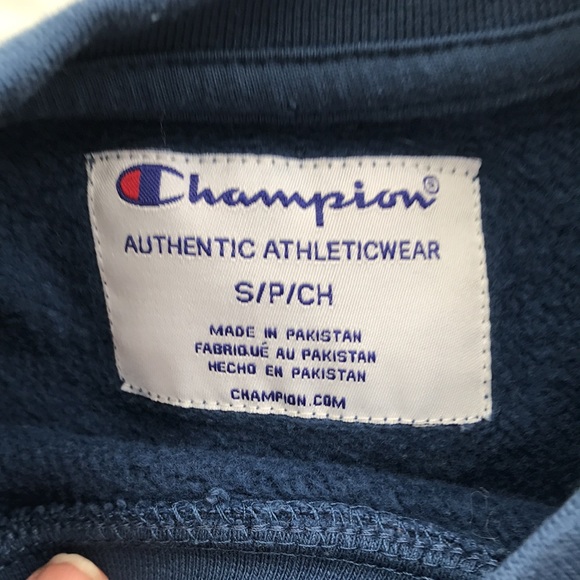 Champion®
AUTHENTIC ATHLETICWEAR
S/P/CH
MADE IN PAKISTAN
FABRIQUÉ AU PAKISTAN
HECHO EN PAKISTAN
CHAMPION.COM